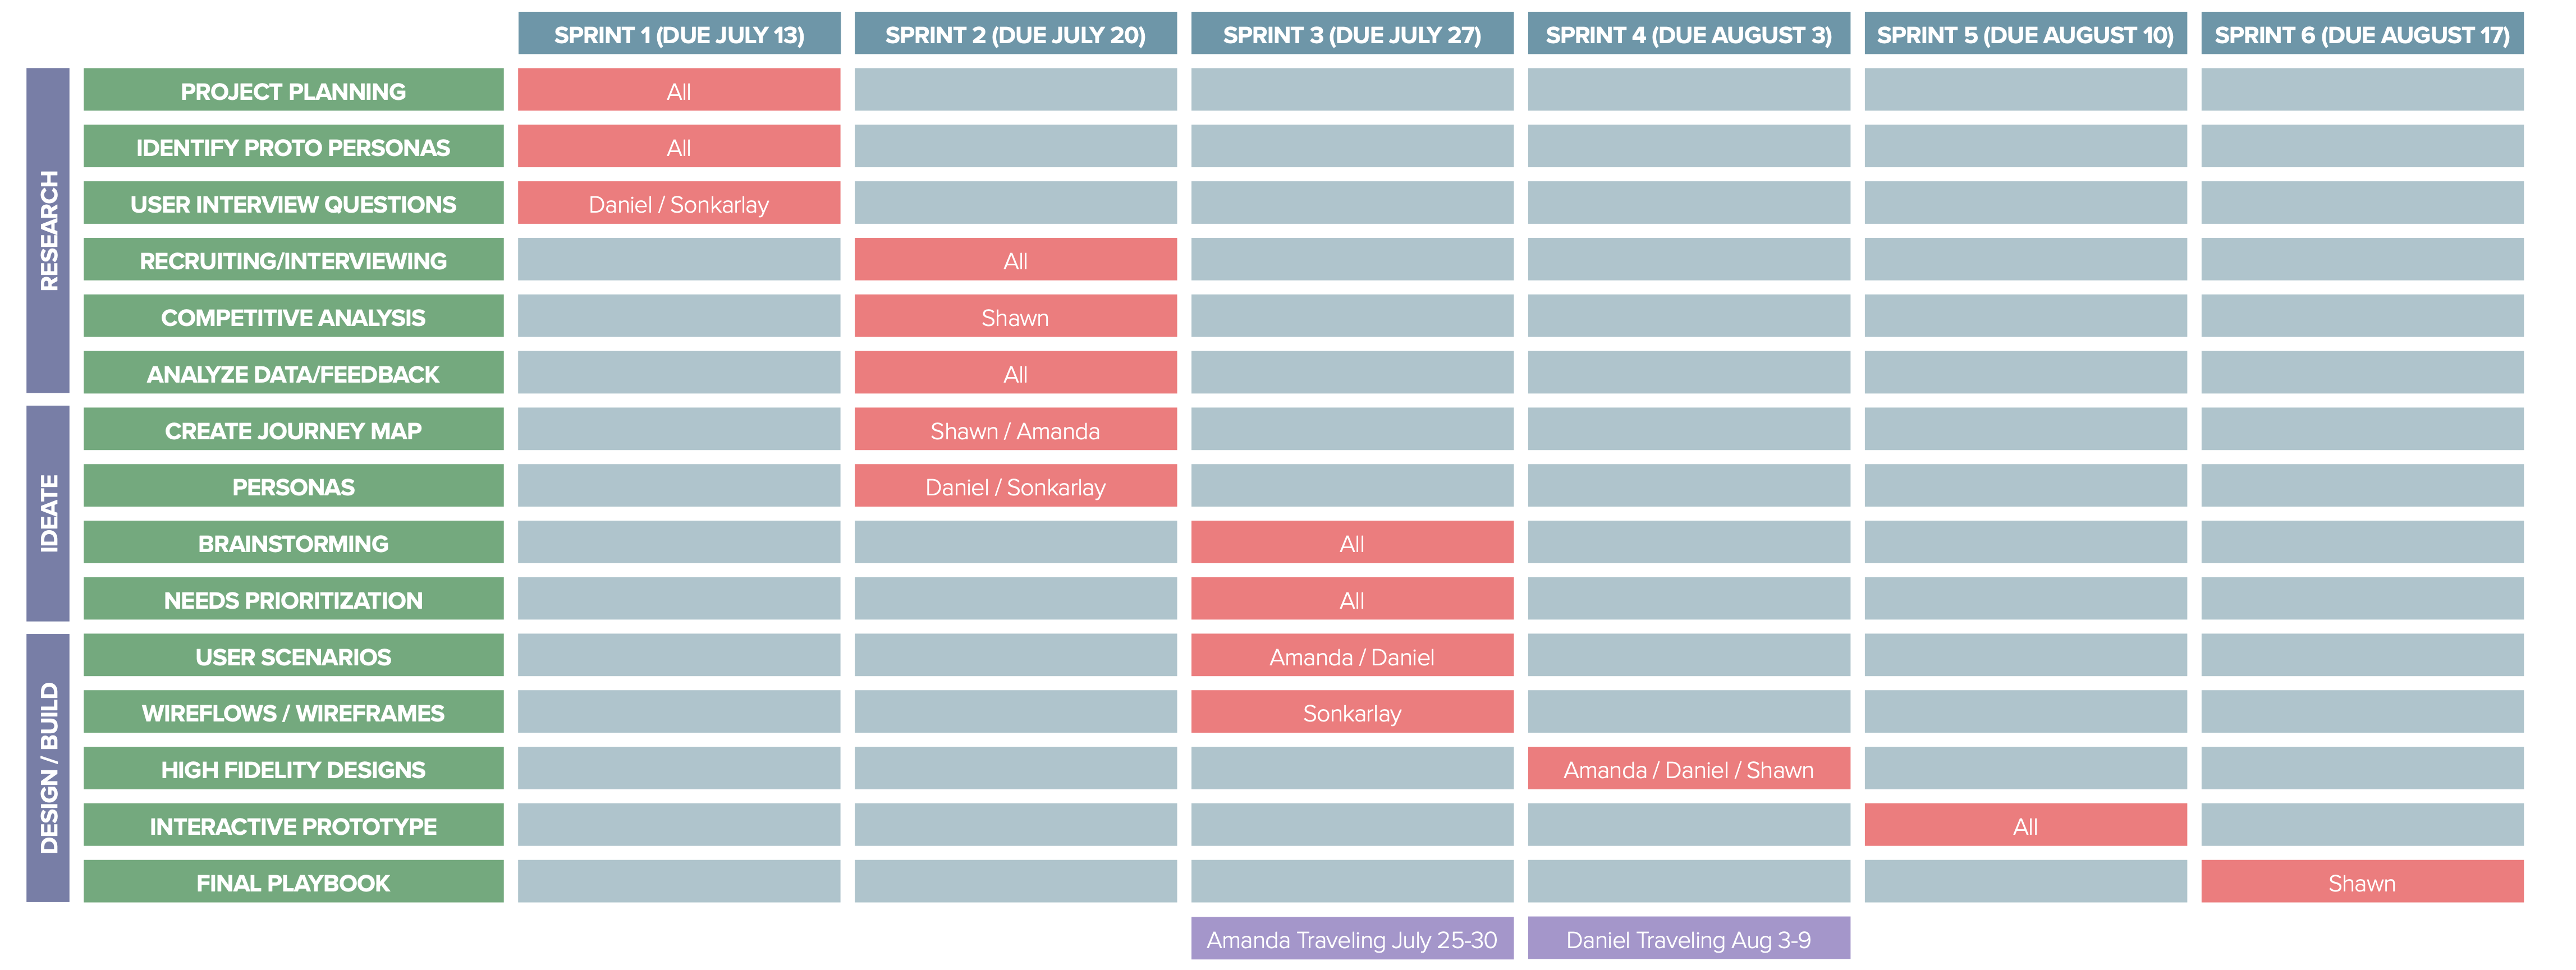 SPRINT 1 (DUE JULY 13)
SPRINT 2 (DUE JULY 20)
SPRINT 3 (DUE JULY 27)
SPRINT 4 (DUE AUGUST 3)
SPRINT 5 (DUE AUGUST 10)
SPRINT 6 (DUE AUGUST 17)
RESEARCH
PROJECT PLANNING
All
IDENTIFY PROTO PERSONAS
All
USER INTERVIEW QUESTIONS
Daniel / Sonkarlay
RECRUITING/INTERVIEWING
All
COMPETITIVE ANALYSIS
Shawn
ANALYZE DATA/FEEDBACK
All
IDEATE
CREATE JOURNEY MAP
Shawn / Amanda
PERSONAS
Daniel / Sonkarlay
BRAINSTORMING
All
NEEDS PRIORITIZATION
All
DESIGN / BUILD
USER SCENARIOS
Amanda / Daniel
WIREFLOWS / WIREFRAMES
Sonkarlay
HIGH FIDELITY DESIGNS
Amanda / Daniel / Shawn
INTERACTIVE PROTOTYPE
All
FINAL PLAYBOOK
Shawn
Amanda Traveling July 25-30
Daniel Traveling Aug 3-9